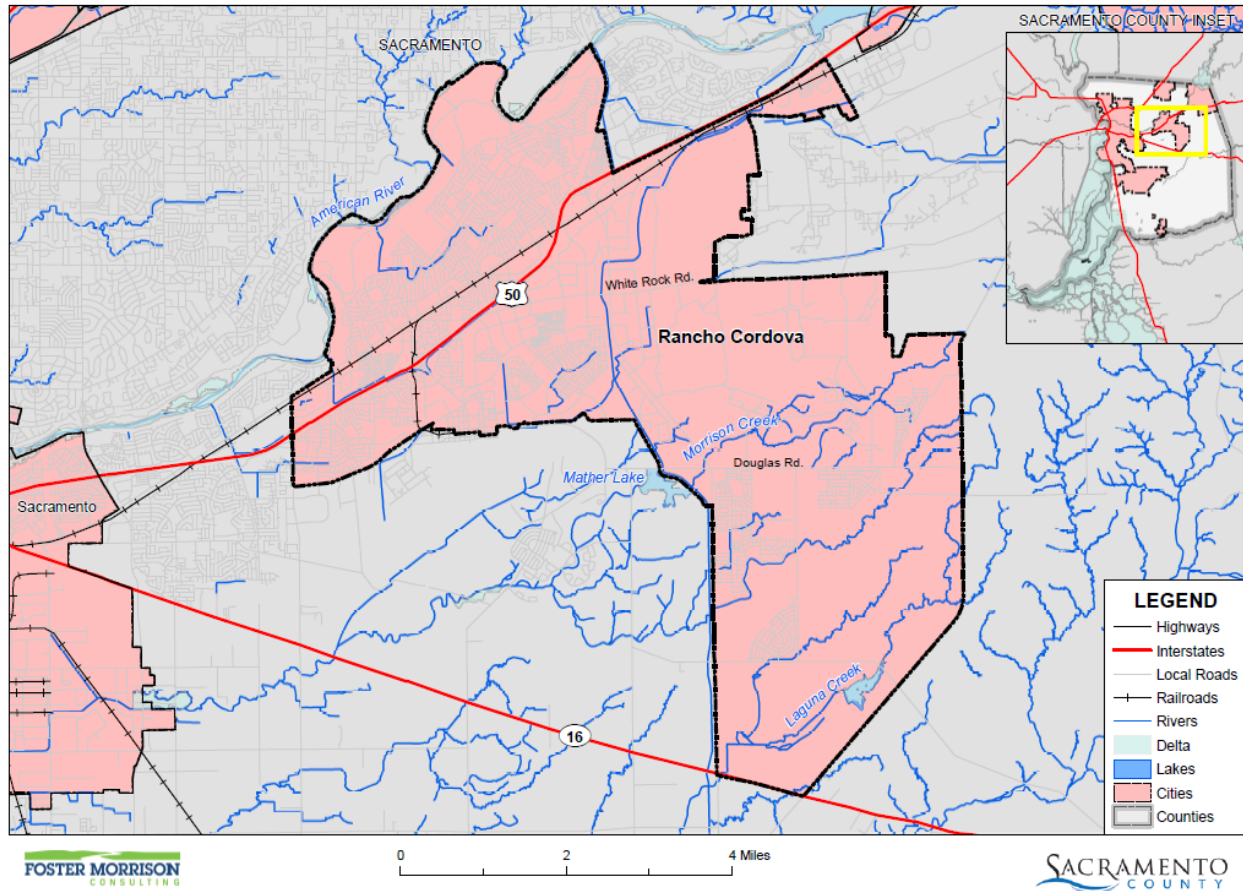 SACRAMENTO COUNTY INSET
SACRAMENTO
American River
50
White Rock Rd.
Rancho Cordova
Morrison Creek
Douglas Rd.
Mather Lake
Sacramento
Laguna Creek
16
LEGEND
Highways
Interstates
Local Roads
Railroads
Rivers
Delta
Lakes
Cities
Counties
FOSTER MORRISON
CONSULTING
0 2 4 Miles
SACRAMENTO
COUNTY